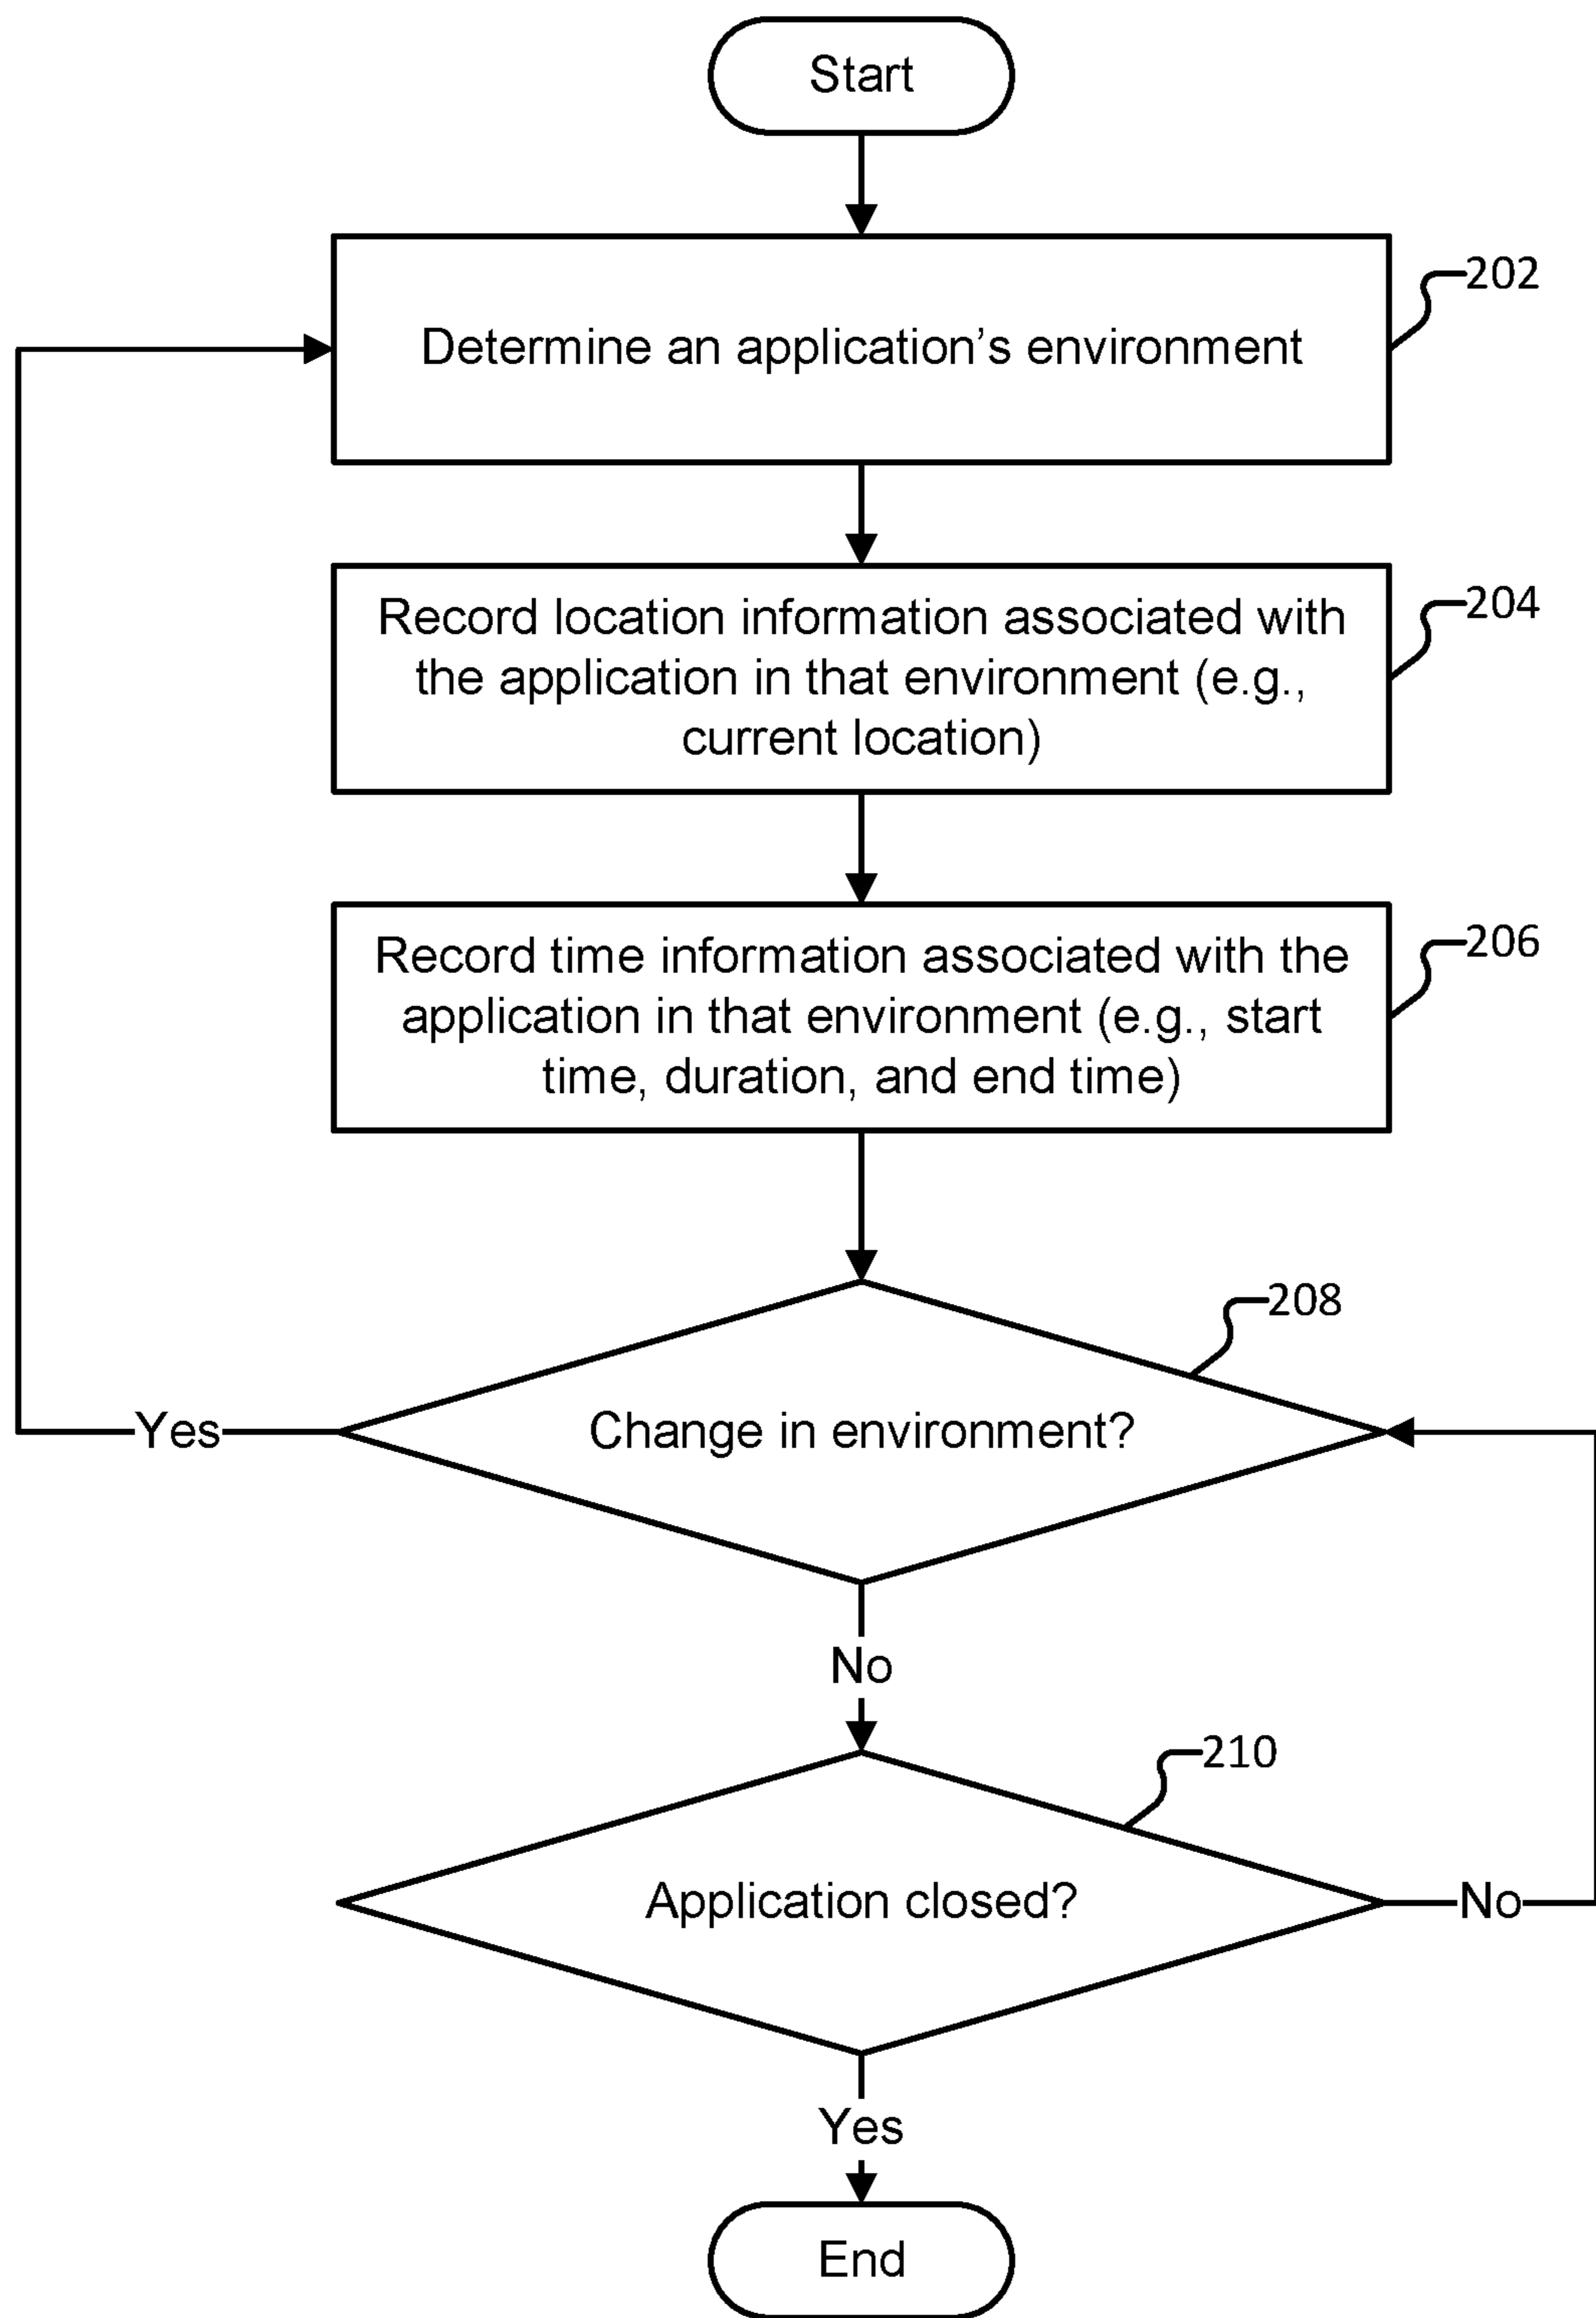 Start
Determine an application's environment
202
Record location information associated with
the application in that environment (e.g.,
current location)
204
Record time information associated with the
application in that environment (e.g., start
time, duration, and end time)
206
208
Change in environment?
Yes
No
210
Application closed?
No
Yes
End